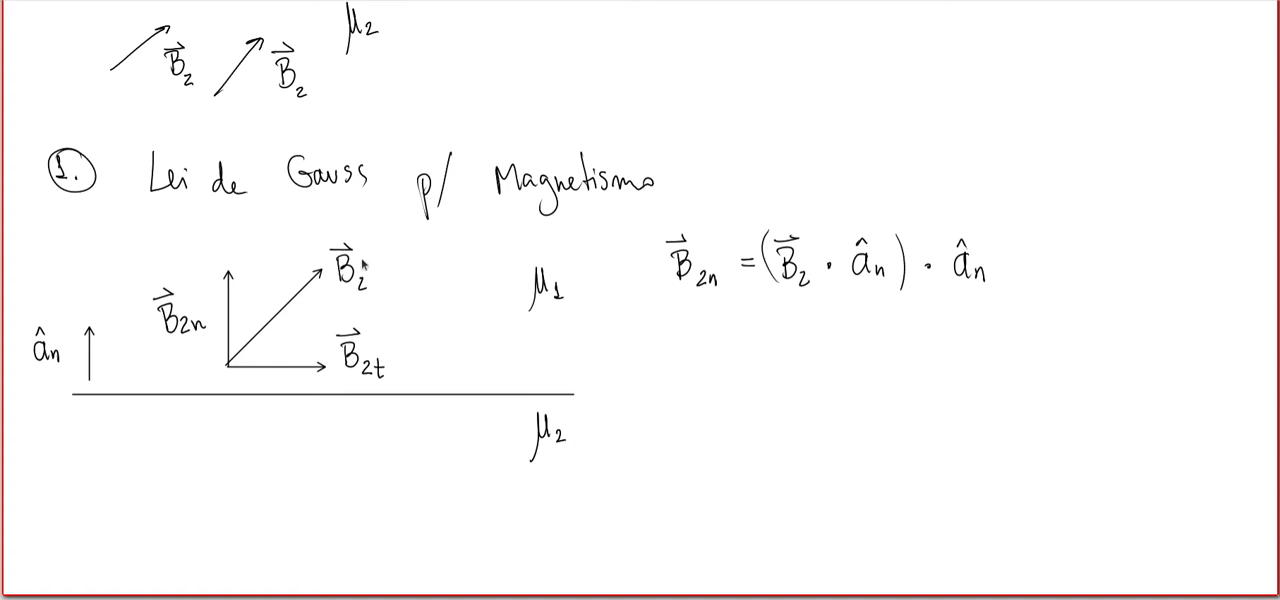 μ₂
B⃗₂ B⃗₂
1. Lei de Gauss p/ Magnetismo
B⃗₂ₙ = (B⃗₂ · âₙ) · âₙ
B⃗₂
μ₁
B⃗₂ₙ
âₙ
B⃗₂ₜ
μ₂